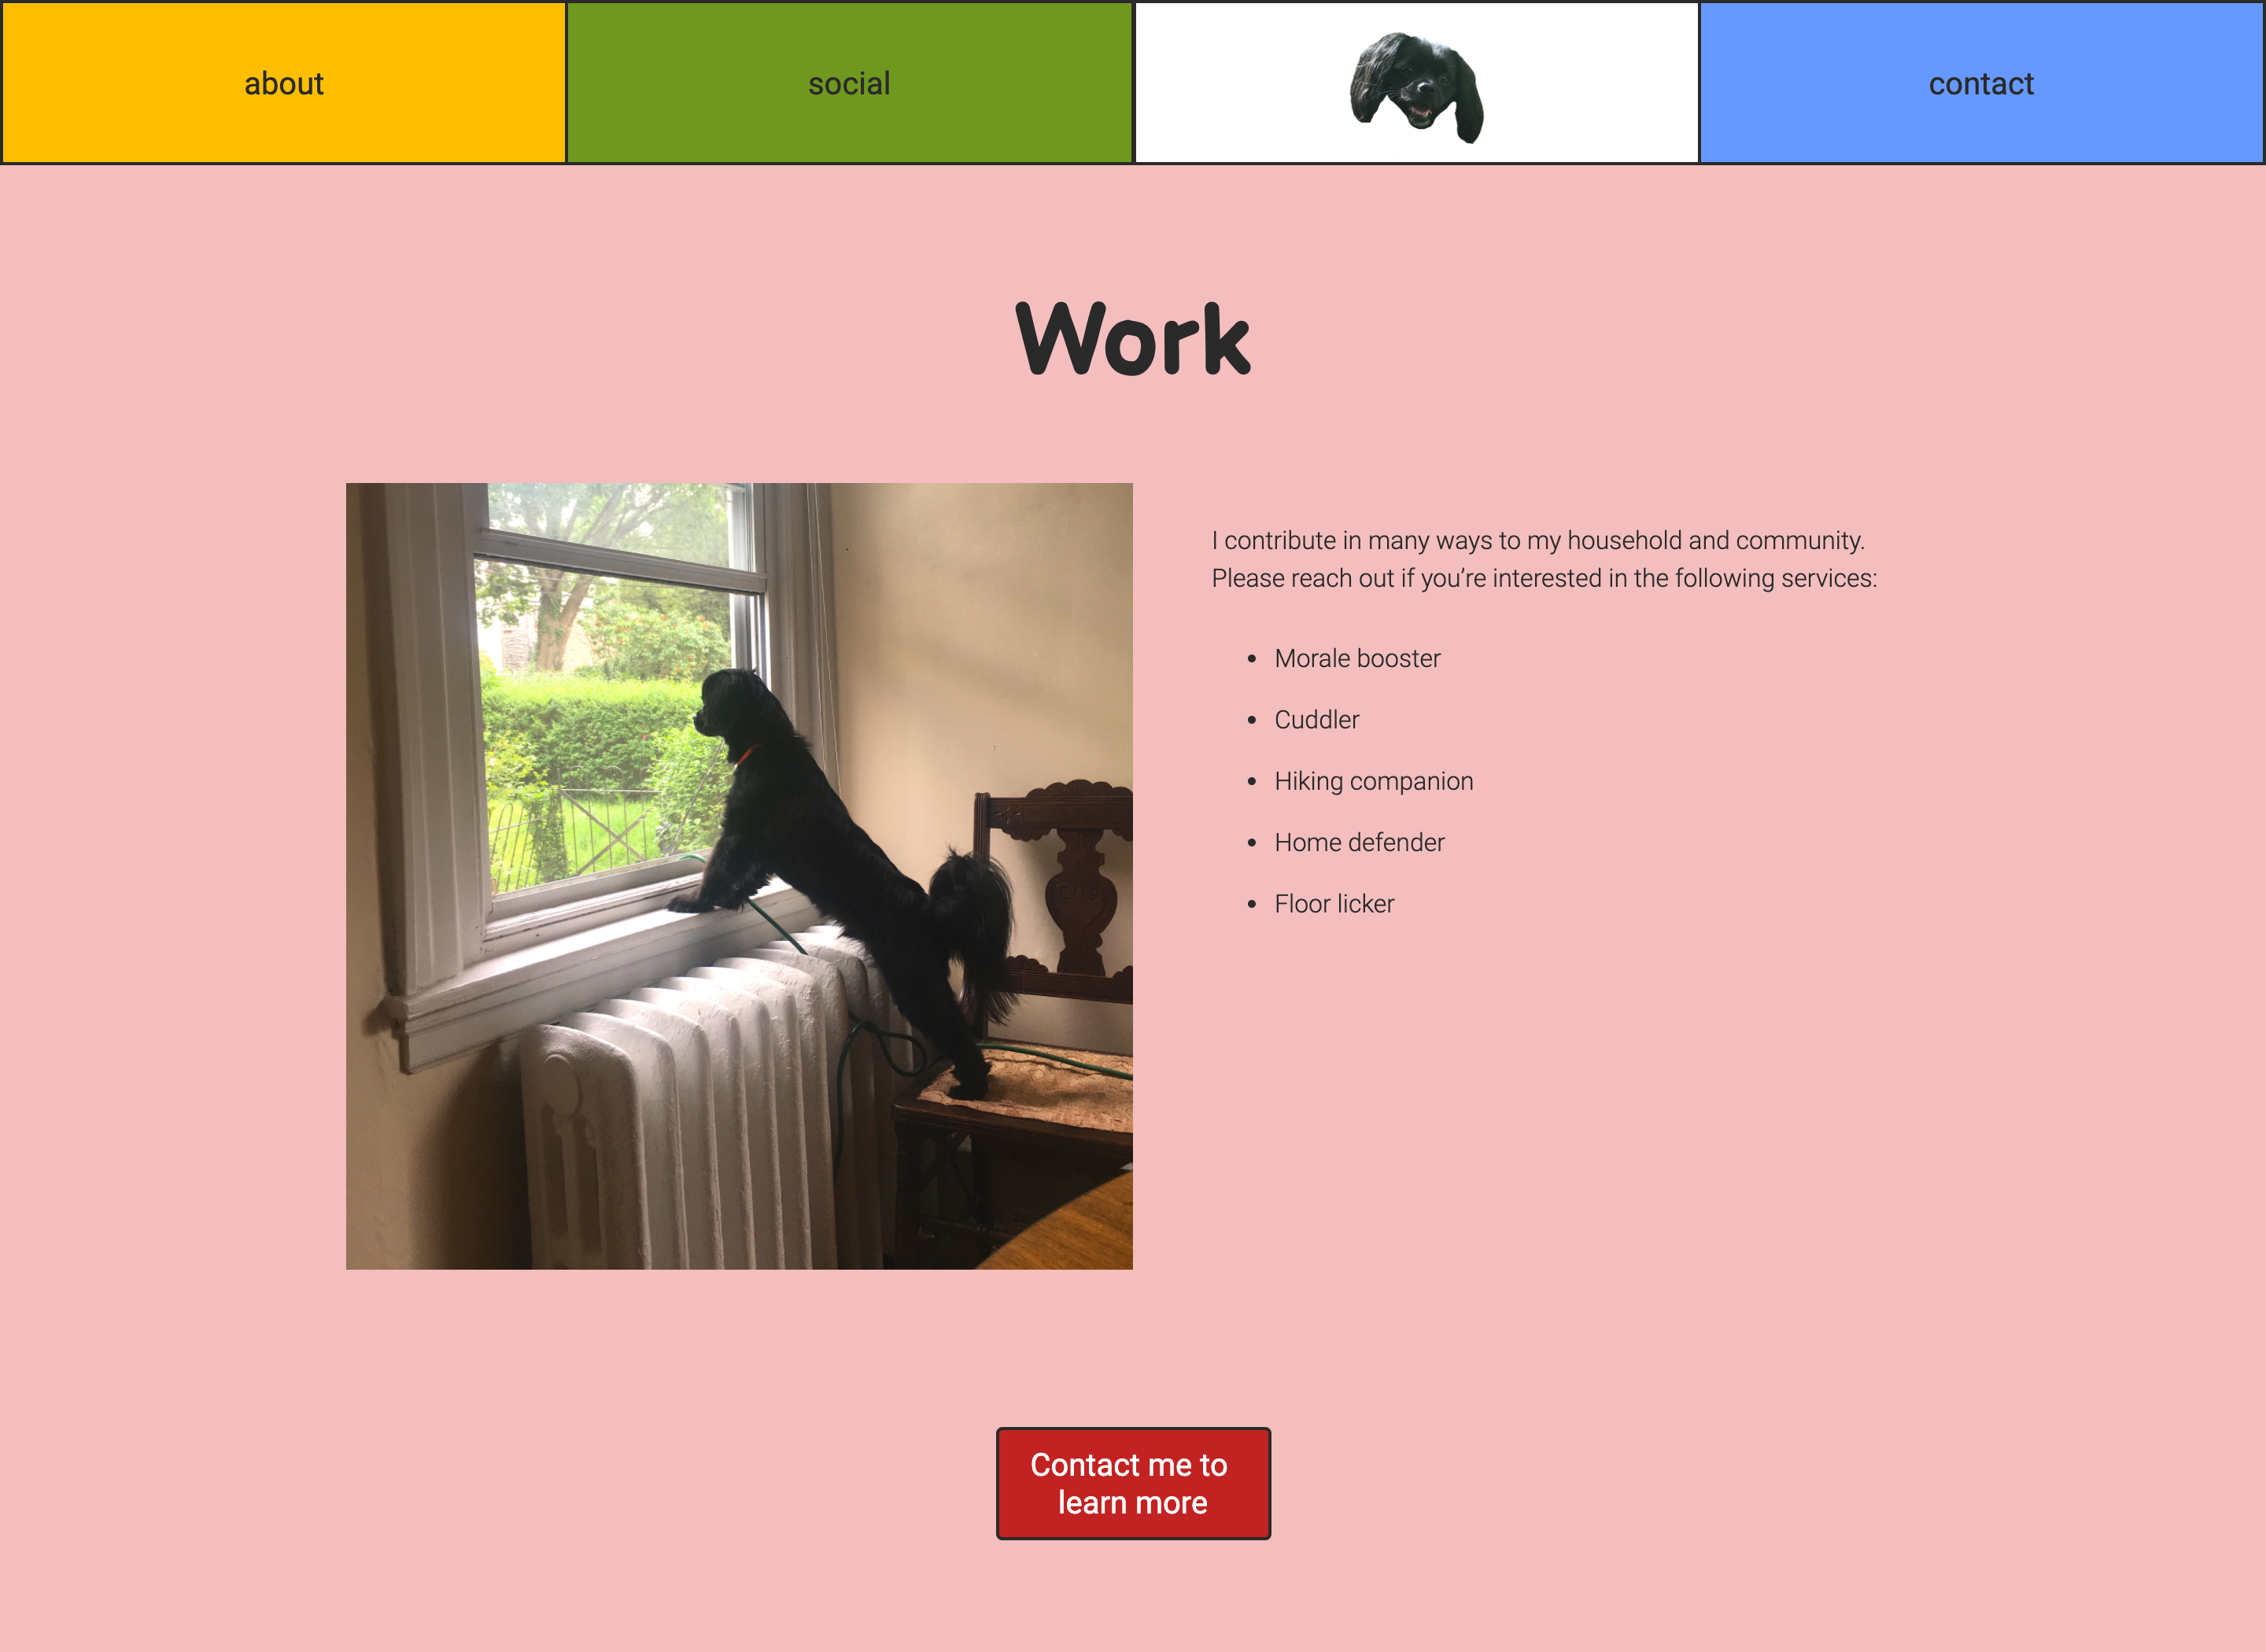 about
social
contact
Work
I contribute in many ways to my household and community.
Please reach out if you’re interested in the following services:
Morale booster
Cuddler
Hiking companion
Home defender
Floor licker
Contact me to
learn more